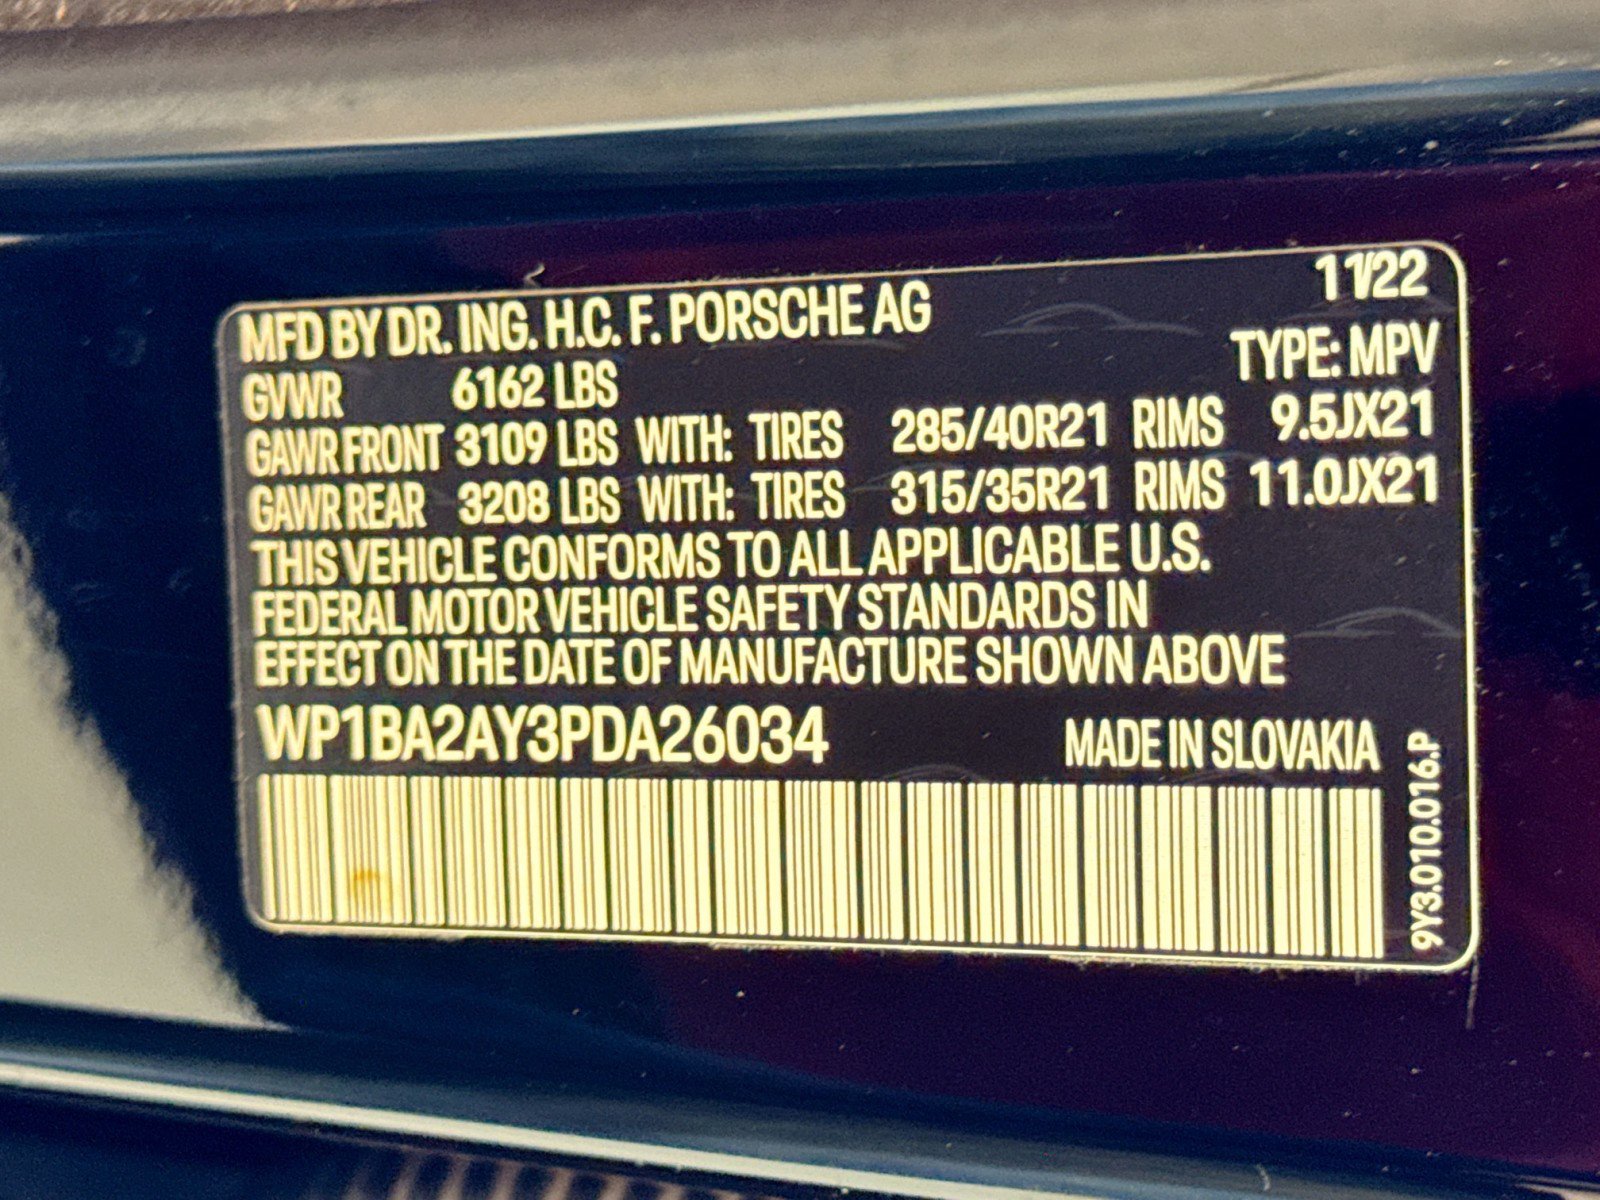 11/22
MFD BY DR. ING. H.C. F. PORSCHE AG
TYPE: MPV
GVWR 6162 LBS
GAWR FRONT 3109 LBS WITH: TIRES 285/40R21 RIMS 9.5JX21
GAWR REAR 3208 LBS WITH: TIRES 315/35R21 RIMS 11.0JX21
THIS VEHICLE CONFORMS TO ALL APPLICABLE U.S.
FEDERAL MOTOR VEHICLE SAFETY STANDARDS IN
EFFECT ON THE DATE OF MANUFACTURE SHOWN ABOVE
WP1BA2AY3PDA26034 MADE IN SLOVAKIA
9Y3.010.016.P